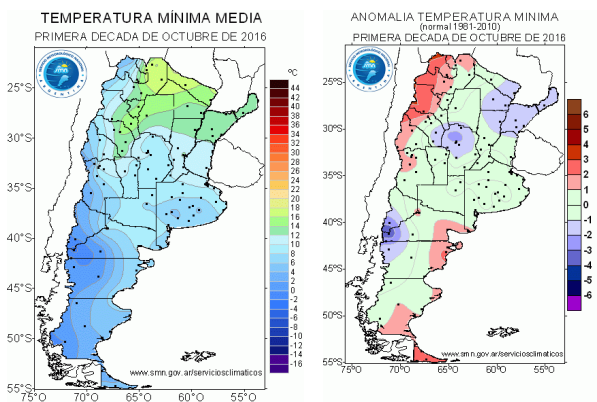 TEMPERATURA MÍNIMA MEDIA
PRIMERA DECADA DE OCTUBRE DE 2016
25°S
30°S
35°S
40°S
45°S
50°S
55°S
75°W
70°W
65°W
60°W
55°W
www.smn.gov.ar/serviciosclimaticos
°C
44
42
40
38
36
34
32
30
28
26
24
22
20
18
16
14
12
10
8
6
4
2
0
-2
-4
-6
-8
-10
-12
-14
-16
ANOMALIA TEMPERATURA MINIMA
(normal 1981-2010)
PRIMERA DECADA DE OCTUBRE DE 2016
25°S
30°S
35°S
40°S
45°S
50°S
55°S
75°W
70°W
65°W
60°W
55°W
www.smn.gov.ar/serviciosclimaticos
6
5
4
3
2
1
0
-1
-2
-3
-4
-5
-6